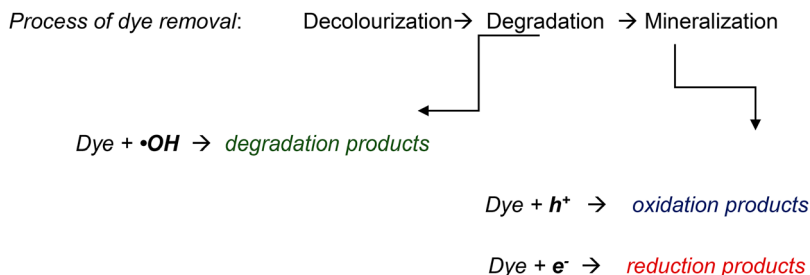 Process of dye removal: Decolourization→ Degradation → Mineralization
Dye + •OH → degradation products
Dye + h⁺ → oxidation products
Dye + e⁻ → reduction products